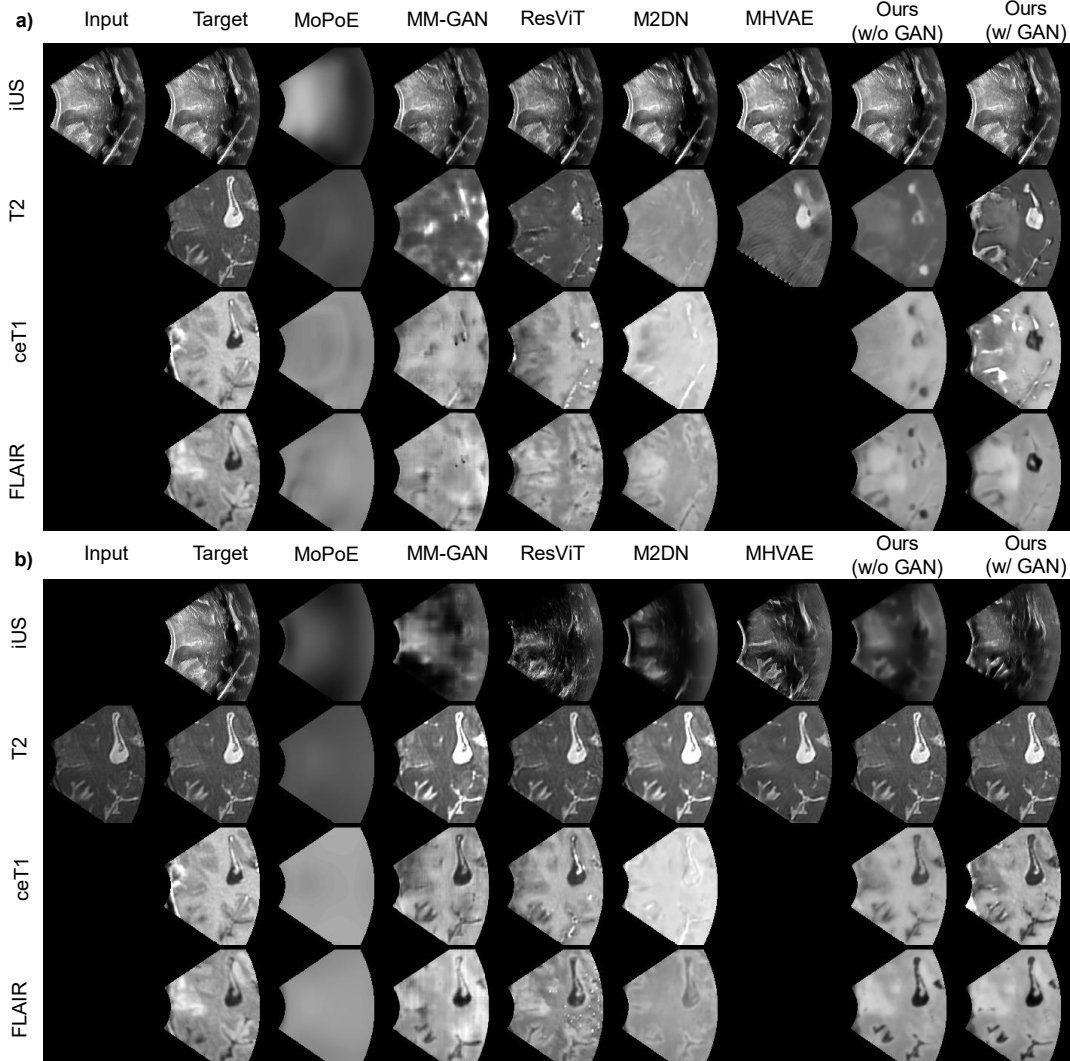 a) Input Target MoPoE MM-GAN ResViT M2DN MHVAE Ours (w/o GAN) Ours (w/ GAN)
iUS
T2
ceT1
FLAIR
b) Input Target MoPoE MM-GAN ResViT M2DN MHVAE Ours (w/o GAN) Ours (w/ GAN)
iUS
T2
ceT1
FLAIR